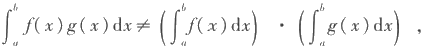 ∫_a^b f(x)g(x)dx ≠ (∫_a^b f(x)dx) · (∫_a^b g(x)dx) ,